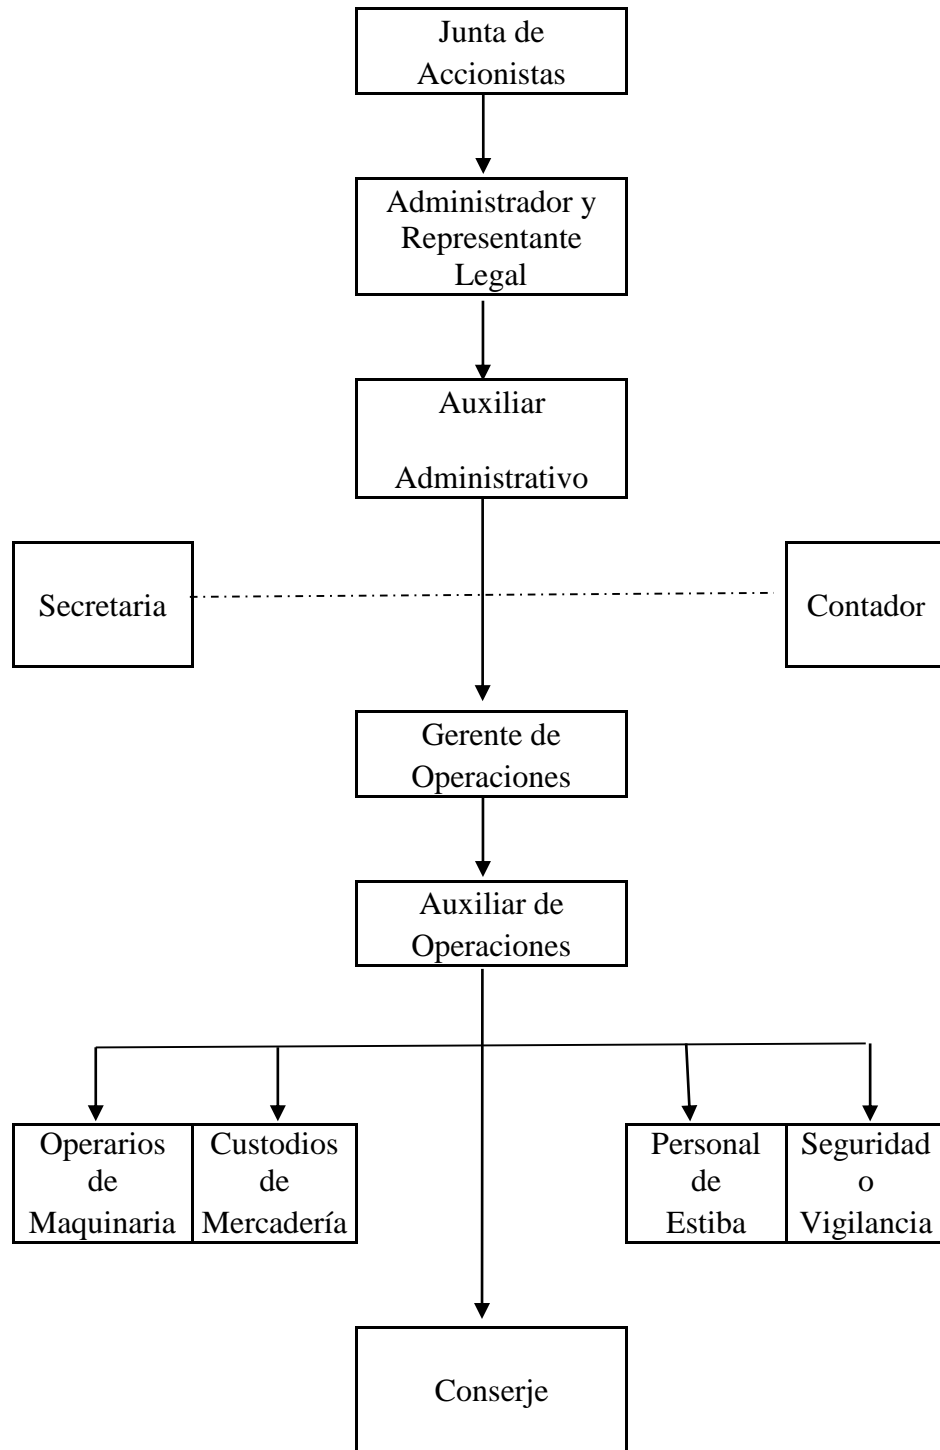 Junta de
Accionistas
Administrador y
Representante
Legal
Auxiliar
Administrativo
Secretaria
Contador
Gerente de
Operaciones
Auxiliar de
Operaciones
Operarios
de
Maquinaria
Custodios
de
Mercadería
Personal
de
Estiba
Seguridad
o
Vigilancia
Conserje